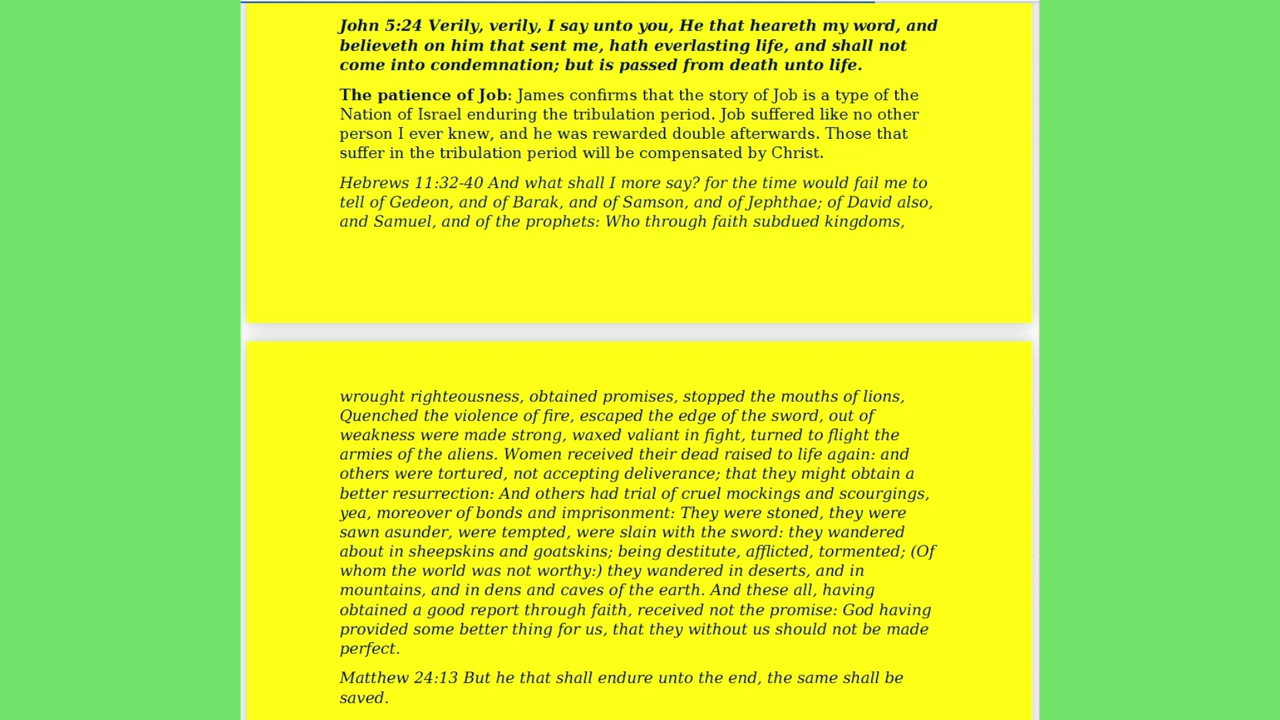 John 5:24 Verily, verily, I say unto you, He that heareth my word, and
believeth on him that sent me, hath everlasting life, and shall not
come into condemnation; but is passed from death unto life.
The patience of Job: James confirms that the story of Job is a type of the
Nation of Israel enduring the tribulation period. Job suffered like no other
person I ever knew, and he was rewarded double afterwards. Those that
suffer in the tribulation period will be compensated by Christ.
Hebrews 11:32-40 And what shall I more say? for the time would fail me to
tell of Gedeon, and of Barak, and of Samson, and of Jephthae; of David also,
and Samuel, and of the prophets: Who through faith subdued kingdoms,
wrought righteousness, obtained promises, stopped the mouths of lions,
Quenched the violence of fire, escaped the edge of the sword, out of
weakness were made strong, waxed valiant in fight, turned to flight the
armies of the aliens. Women received their dead raised to life again: and
others were tortured, not accepting deliverance; that they might obtain a
better resurrection: And others had trial of cruel mockings and scourgings,
yea, moreover of bonds and imprisonment: They were stoned, they were
sawn asunder, were tempted, were slain with the sword: they wandered
about in sheepskins and goatskins; being destitute, afflicted, tormented; (Of
whom the world was not worthy:) they wandered in deserts, and in
mountains, and in dens and caves of the earth. And these all, having
obtained a good report through faith, received not the promise: God having
provided some better thing for us, that they without us should not be made
perfect.
Matthew 24:13 But he that shall endure unto the end, the same shall be
saved.